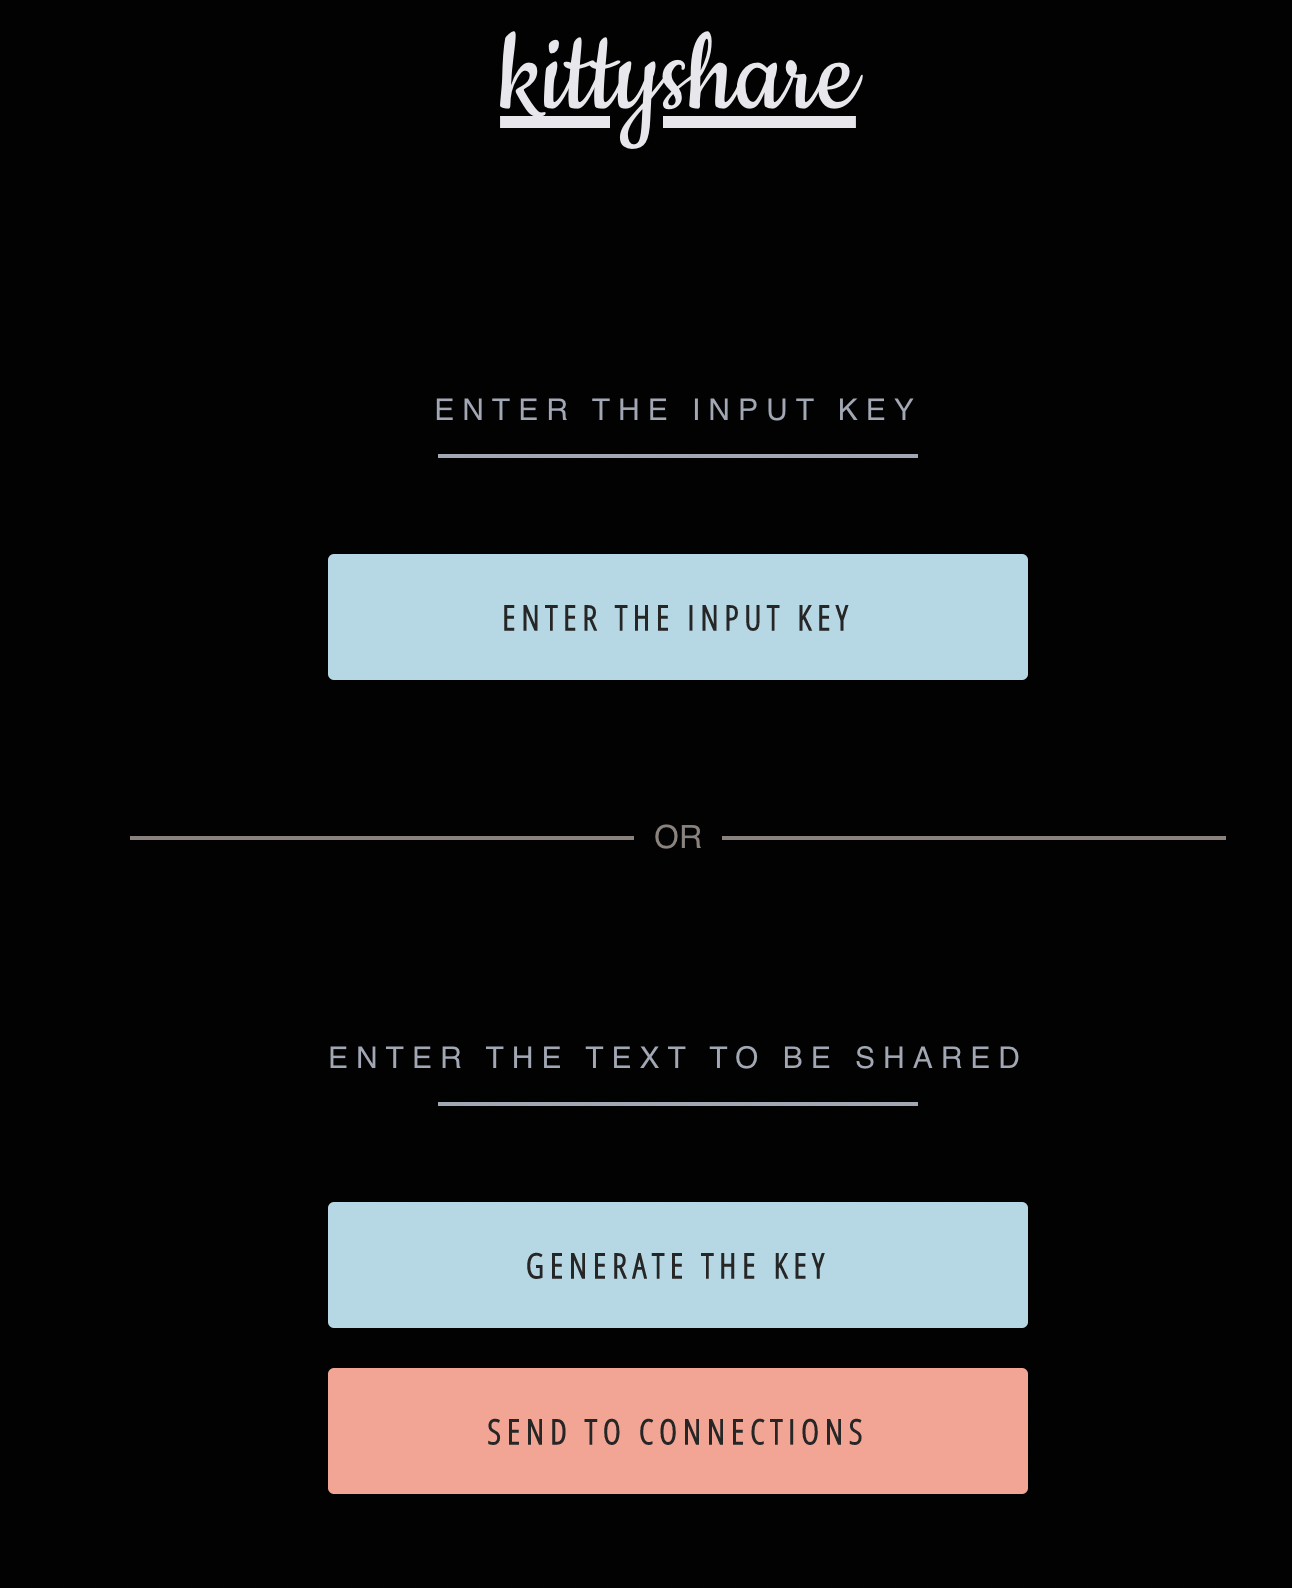 kittyshare
ENTER THE INPUT KEY
ENTER THE INPUT KEY
OR
ENTER THE TEXT TO BE SHARED
GENERATE THE KEY
SEND TO CONNECTIONS